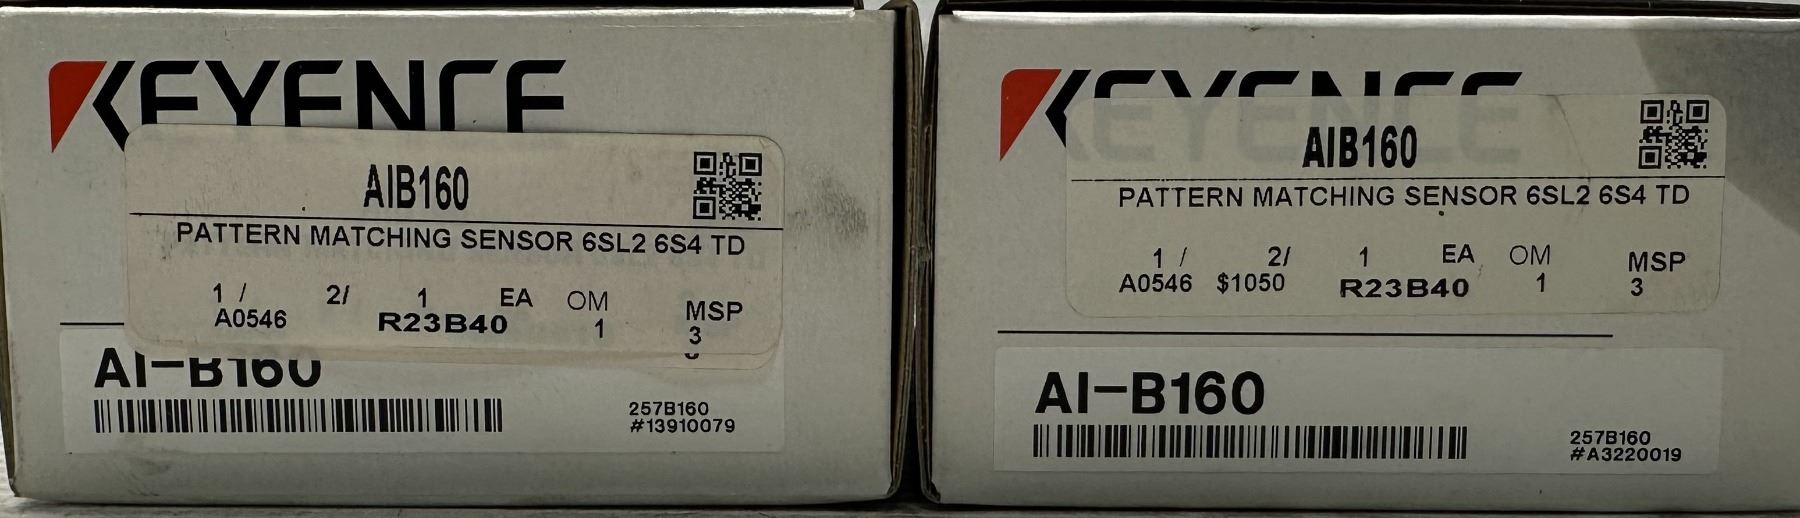 KEYENCE
AIB160
PATTERN MATCHING SENSOR 6SL2 6S4 TD
1 / 2/ 1 EA OM MSP
A0546 R23B40 1 3
AI-B160
257B160
#13910079
KEYENCE
AIB160
PATTERN MATCHING SENSOR 6SL2 6S4 TD
1 / 2/ 1 EA OM MSP
A0546 $1050 R23B40 1 3
AI-B160
257B160
#A3220019